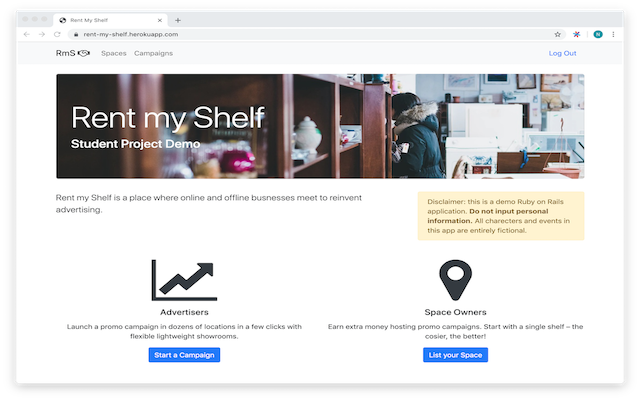 Rent My Shelf
rent-my-shelf.herokuapp.com
N
RmS
Spaces
Campaigns
Log Out
Rent my Shelf
Student Project Demo
Rent my Shelf is a place where online and offline busnesses meet to reinvent
advertising.
Disclaimer: this is a demo Ruby on Rails
application. Do not input personal
information. All charecters and events in
this app are entirely fictional.
Advertisers
Launch a promo campaign in dozens of locations in a few clicks with
flexible lightweight showrooms.
Start a Campaign
Space Owners
Earn extra money hosting promo campaigns. Start with a single shelf – the
cosier, the better!
List your Space